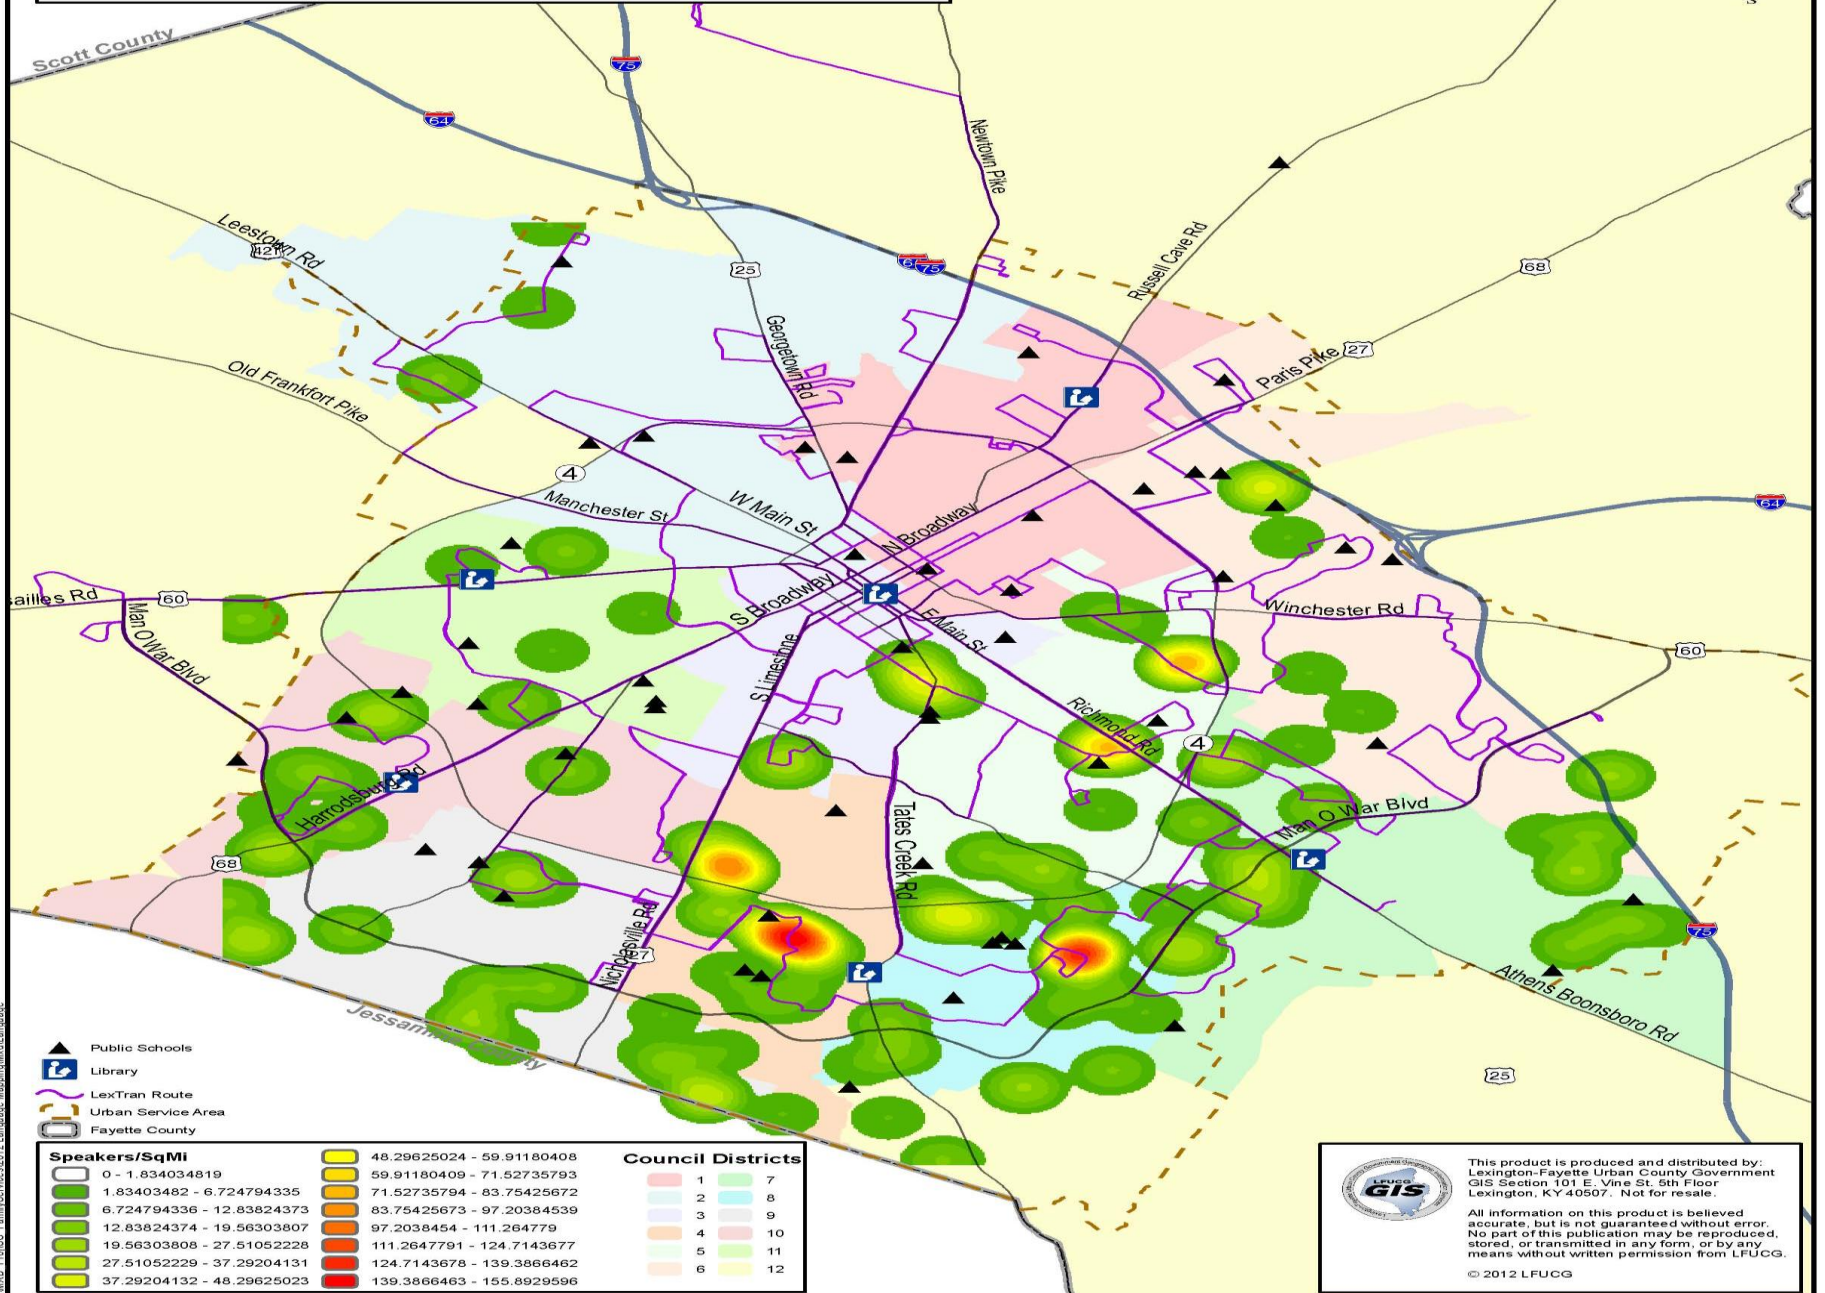 S
Scott County
75
64
Newtown Pike
Leestown Rd
421
25
64
75
Russell Cave Rd
68
Georgetown Rd
27
Paris Pike
Old Frankfort Pike
4
Manchester St
W Main St
N Broadway
64
sailles Rd
60
Man O War Blvd
S Broadway
E Main St
Winchester Rd
60
S Limestone
Richmond Rd
4
Harrodsburg Rd
68
Tates Creek Rd
Man O War Blvd
Nicholasville Rd
27
75
Athens Boonsboro Rd
Jessamine County
25
Public Schools
Library
LexTran Route
Urban Service Area
Fayette County
Speakers/SqMi
0 - 1.834034819
1.83403482 - 6.724794335
6.724794336 - 12.83824373
12.83824374 - 19.56303807
19.56303808 - 27.51052228
27.51052229 - 37.29204131
37.29204132 - 48.29625023
48.29625024 - 59.91180408
59.91180409 - 71.52735793
71.52735794 - 83.75425672
83.75425673 - 97.20384539
97.2038454 - 111.264779
111.2647791 - 124.7143677
124.7143678 - 139.3866462
139.3866463 - 155.8929596
Council Districts
1 7
2 8
3 9
4 10
5 11
6 12
LFUCG
GIS
This product is produced and distributed by:
Lexington-Fayette Urban County Government
GIS Section 101 E. Vine St. 5th Floor
Lexington, KY 40507. Not for resale.
All information on this product is believed
accurate, but is not guaranteed without error.
No part of this publication may be reproduced,
stored, or transmitted in any form, or by any
means without written permission from LFUCG.
© 2012 LFUCG